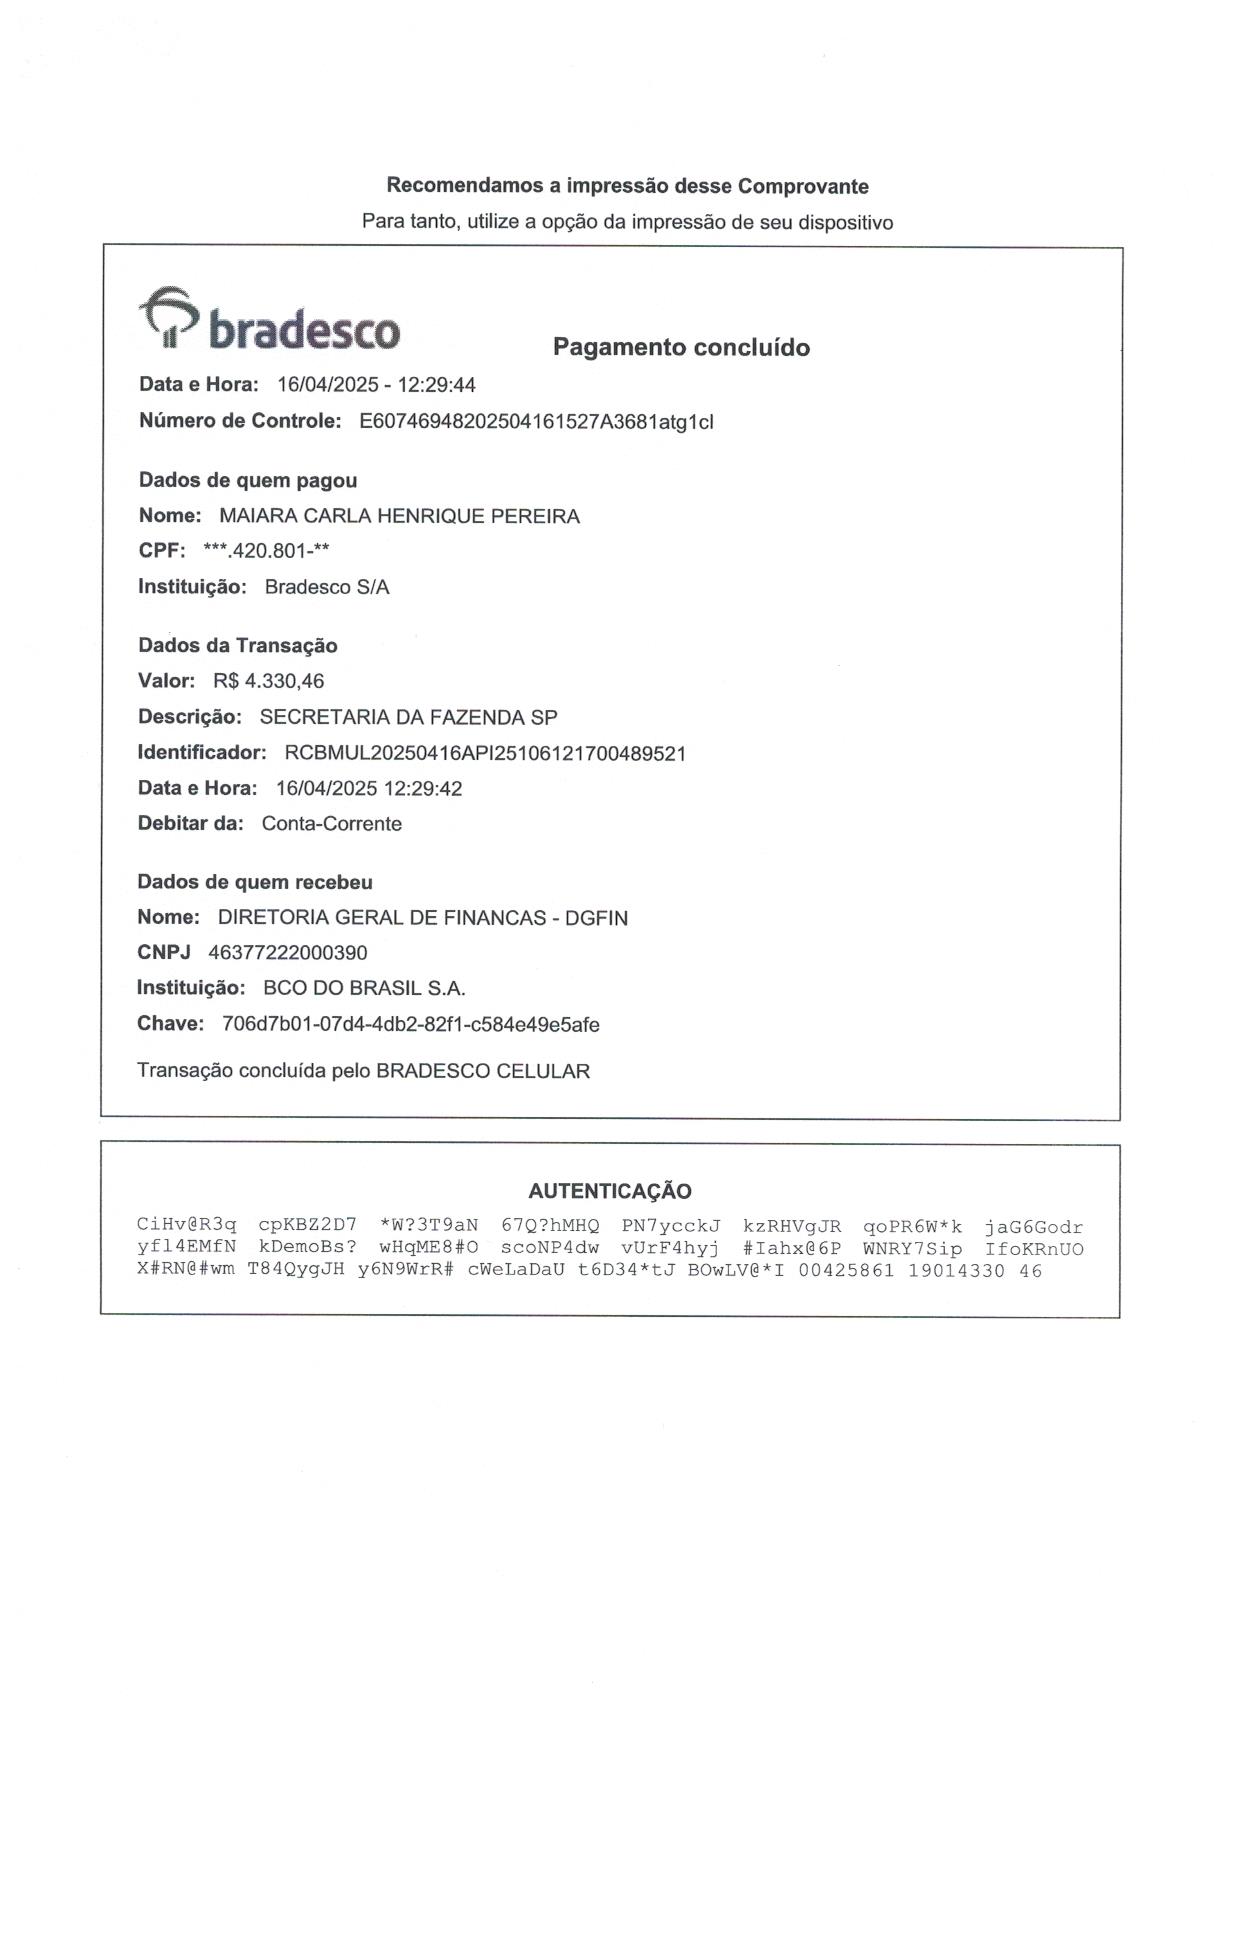 Recomendamos a impressão desse Comprovante
Para tanto, utilize a opção da impressão de seu dispositivo
bradesco
Pagamento concluído
Data e Hora: 16/04/2025 - 12:29:44
Número de Controle: E60746948202504161527A3681atg1cl
Dados de quem pagou
Nome: MAIARA CARLA HENRIQUE PEREIRA
CPF: ***.420.801-**
Instituição: Bradesco S/A
Dados da Transação
Valor: R$ 4.330,46
Descrição: SECRETARIA DA FAZENDA SP
Identificador: RCBMUL20250416API25106121700489521
Data e Hora: 16/04/2025 12:29:42
Debitar da: Conta-Corrente
Dados de quem recebeu
Nome: DIRETORIA GERAL DE FINANCAS - DGFIN
CNPJ 46377222000390
Instituição: BCO DO BRASIL S.A.
Chave: 706d7b01-07d4-4db2-82f1-c584e49e5afe
Transação concluída pelo BRADESCO CELULAR
AUTENTICAÇÃO
CiHv@R3q cpKBZ2D7 *W?3T9aN 67Q?hMHQ PN7ycckJ kzRHVgJR qoPR6W*k jaG6Godr
yfl4EMfN kDemoBs? wHqME8#O scoNP4dw vUrF4hyj #Iahx@6P WNRY7Sip IfoKRnUO
X#RN@#wm T84QygJH y6N9WrR# cWeLaDaU t6D34*tJ BOwLV@*I 00425861 19014330 46